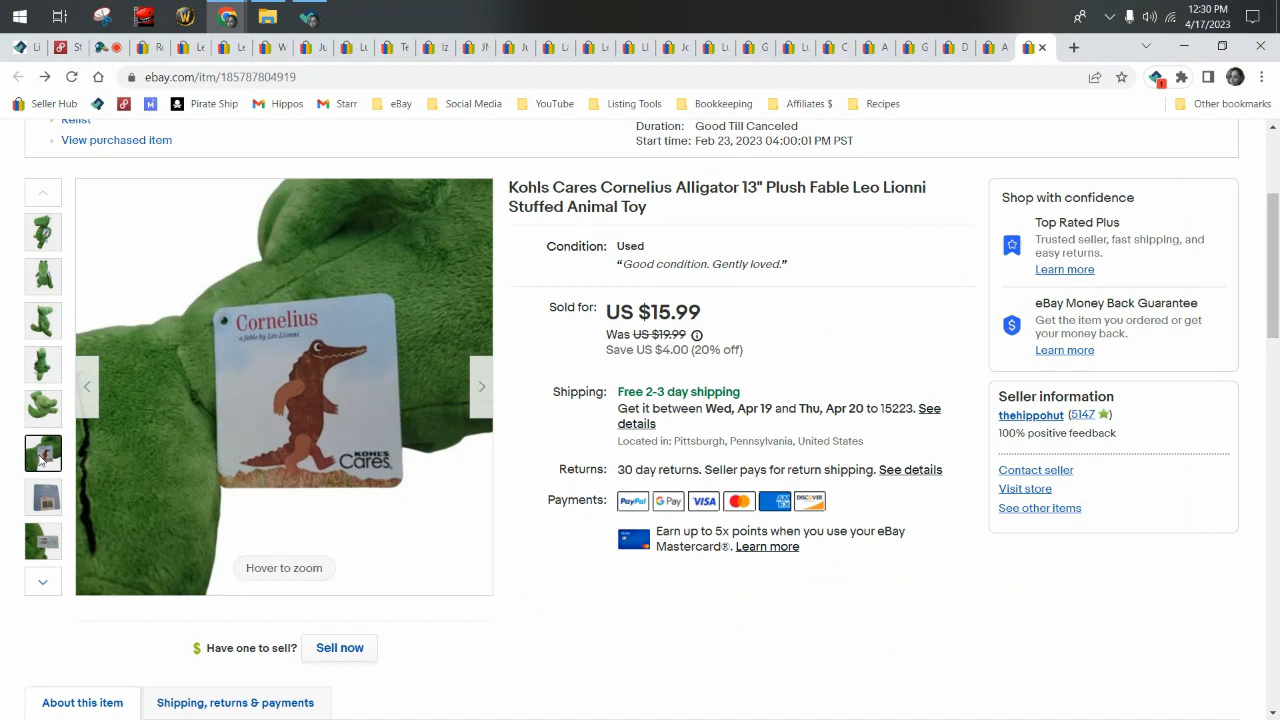 12:30 PM
4/17/2023
ebay.com/itm/185787804919
Seller Hub
Pirate Ship
Hippos
Starr
eBay
Social Media
YouTube
Listing Tools
Bookkeeping
Affiliates $
Recipes
Other bookmarks
Relist
View purchased item
Duration: Good Till Canceled
Start time: Feb 23, 2023 04:00:01 PM PST
Kohls Cares Cornelius Alligator 13" Plush Fable Leo Lionni
Stuffed Animal Toy
Condition: Used
“Good condition. Gently loved.”
Sold for: US $15.99
Was US $19.99
Save US $4.00 (20% off)
Shipping: Free 2-3 day shipping
Get it between Wed, Apr 19 and Thu, Apr 20 to 15223. See
details
Located in: Pittsburgh, Pennsylvania, United States
Returns: 30 day returns. Seller pays for return shipping. See details
Payments: PayPal G Pay VISA DISCOVER
Earn up to 5x points when you use your eBay
Mastercard®. Learn more
Shop with confidence
Top Rated Plus
Trusted seller, fast shipping, and
easy returns.
Learn more
eBay Money Back Guarantee
Get the item you ordered or get
your money back.
Learn more
Seller information
thehippohut (5147)
100% positive feedback
Contact seller
Visit store
See other items
Cornelius
a fable by Leo Lionni
KOHL'S
Cares.
Hover to zoom
Have one to sell? Sell now
About this item
Shipping, returns & payments